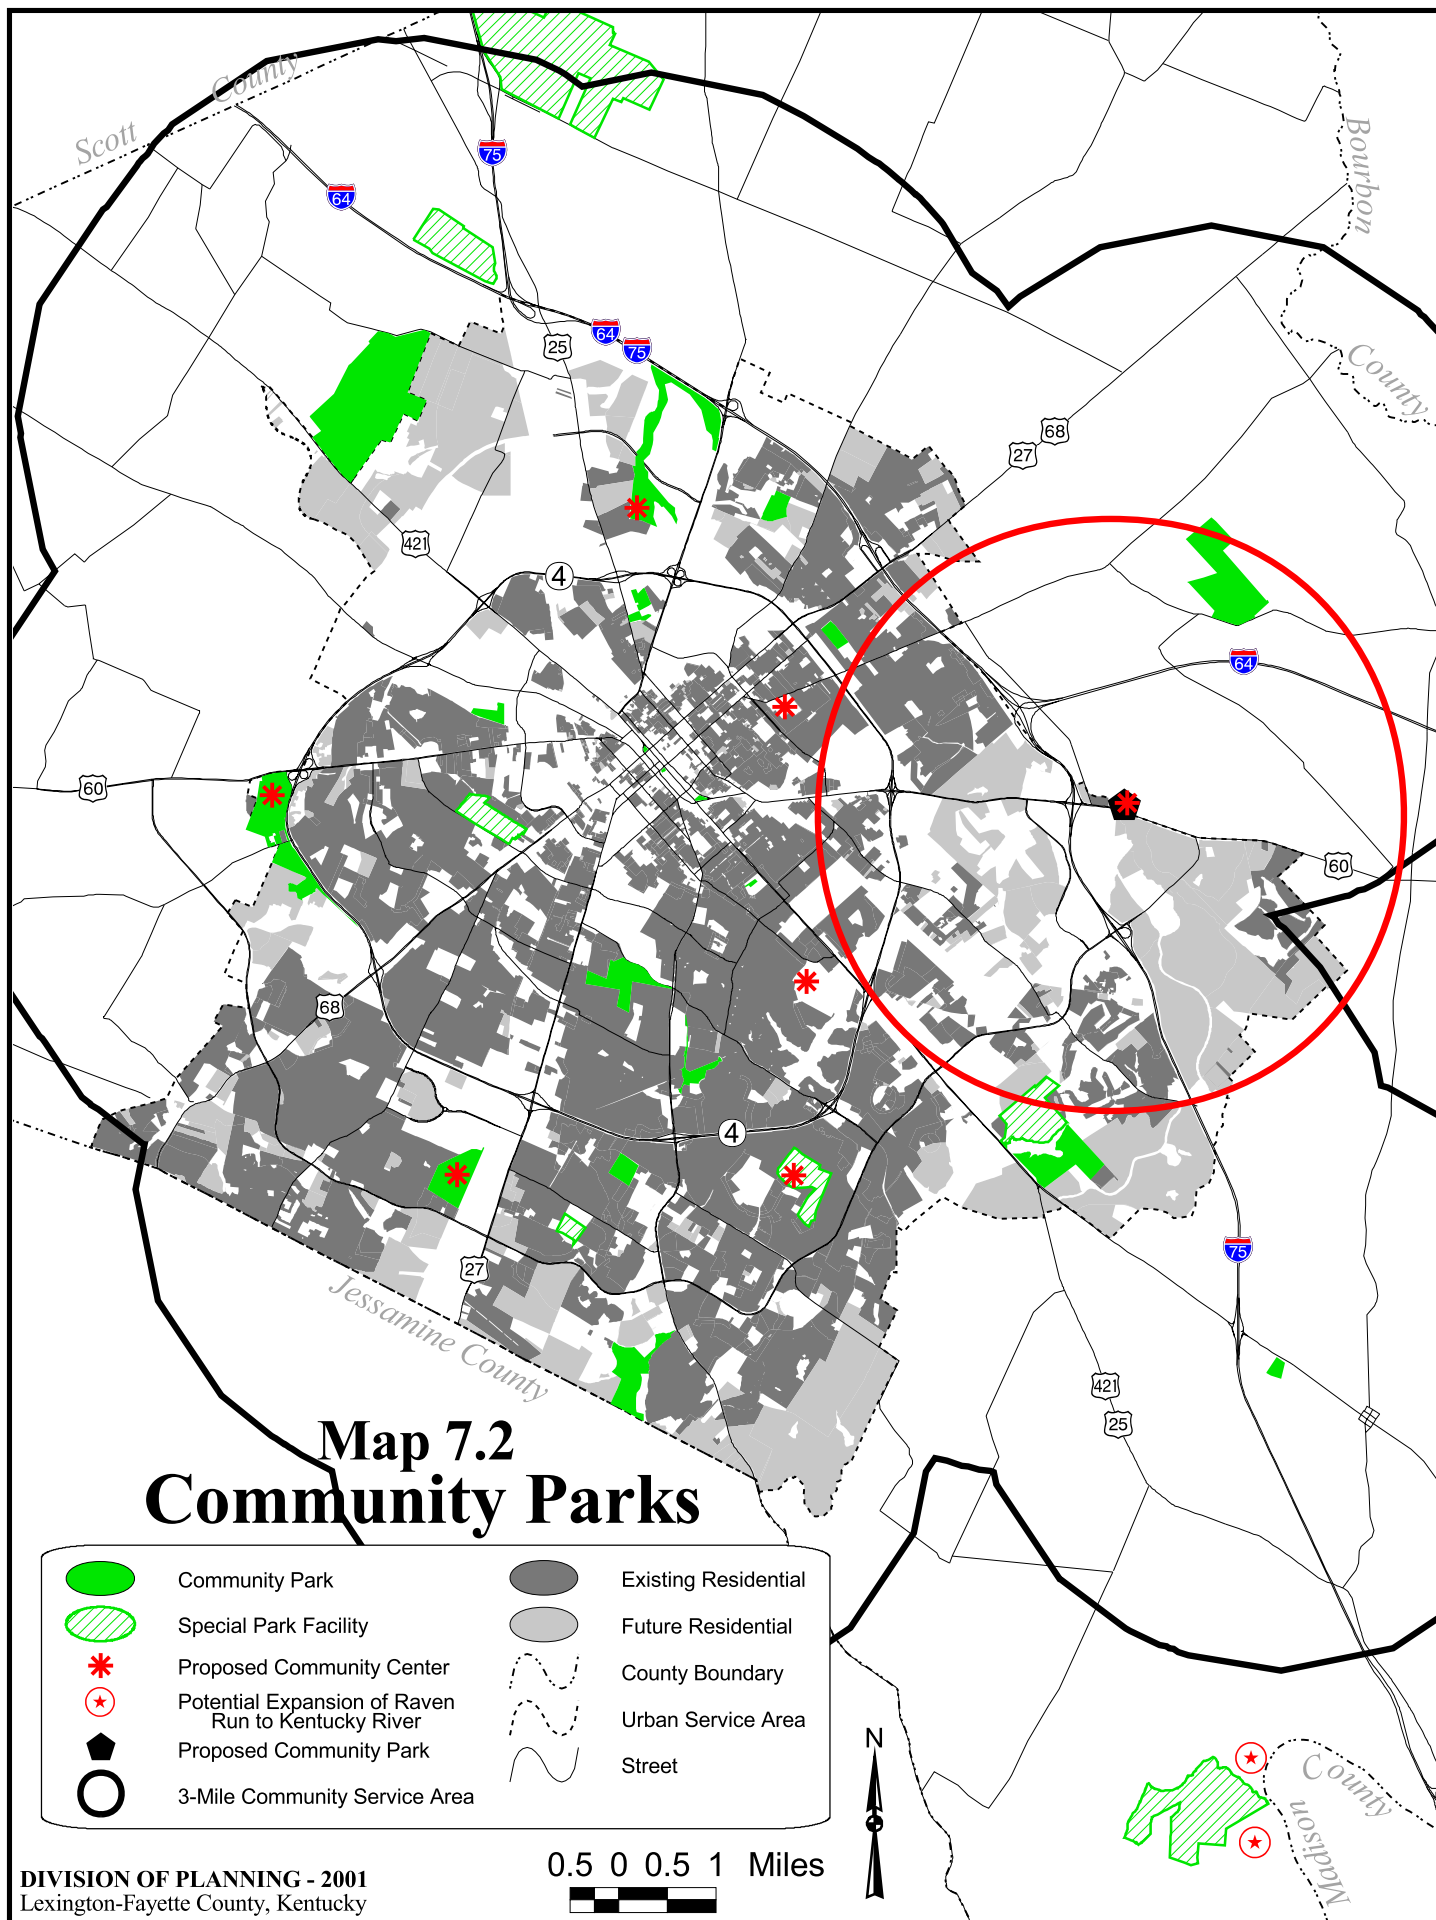 Scott
County
Bourbon
County
75
64
64
75
25
68
27
421
4
64
60
60
60
68
4
27
75
Jessamine County
421
25
Map 7.2
Community Parks
Community Park
Special Park Facility
Proposed Community Center
Potential Expansion of Raven
Run to Kentucky River
Proposed Community Park
3-Mile Community Service Area
Existing Residential
Future Residential
County Boundary
Urban Service Area
Street
N
County
Madison
0.5 0 0.5 1 Miles
DIVISION OF PLANNING - 2001
Lexington-Fayette County, Kentucky